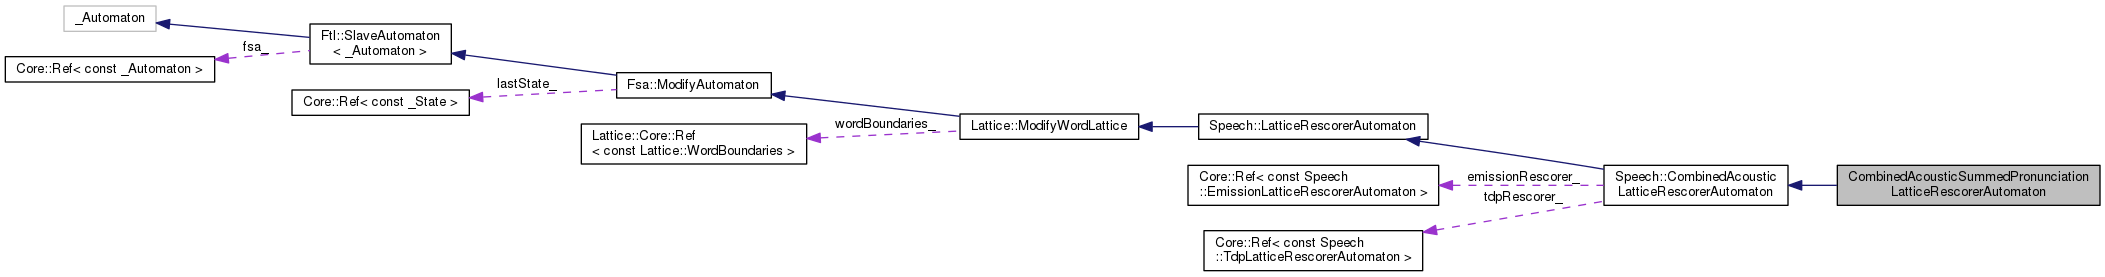 _Automaton
Ftl::SlaveAutomaton
< _Automaton >
fsa_
Core::Ref< const _Automaton >
Fsa::ModifyAutomaton
lastState_
Core::Ref< const _State >
Lattice::ModifyWordLattice
wordBoundaries_
Lattice::Core::Ref
< const Lattice::WordBoundaries >
Speech::LatticeRescorerAutomaton
Core::Ref< const Speech
::EmissionLatticeRescorerAutomaton >
emissionRescorer_
tdpRescorer_
Speech::CombinedAcoustic
LatticeRescorerAutomaton
CombinedAcousticSummedPronunciation
LatticeRescorerAutomaton
Core::Ref< const Speech
::TdpLatticeRescorerAutomaton >